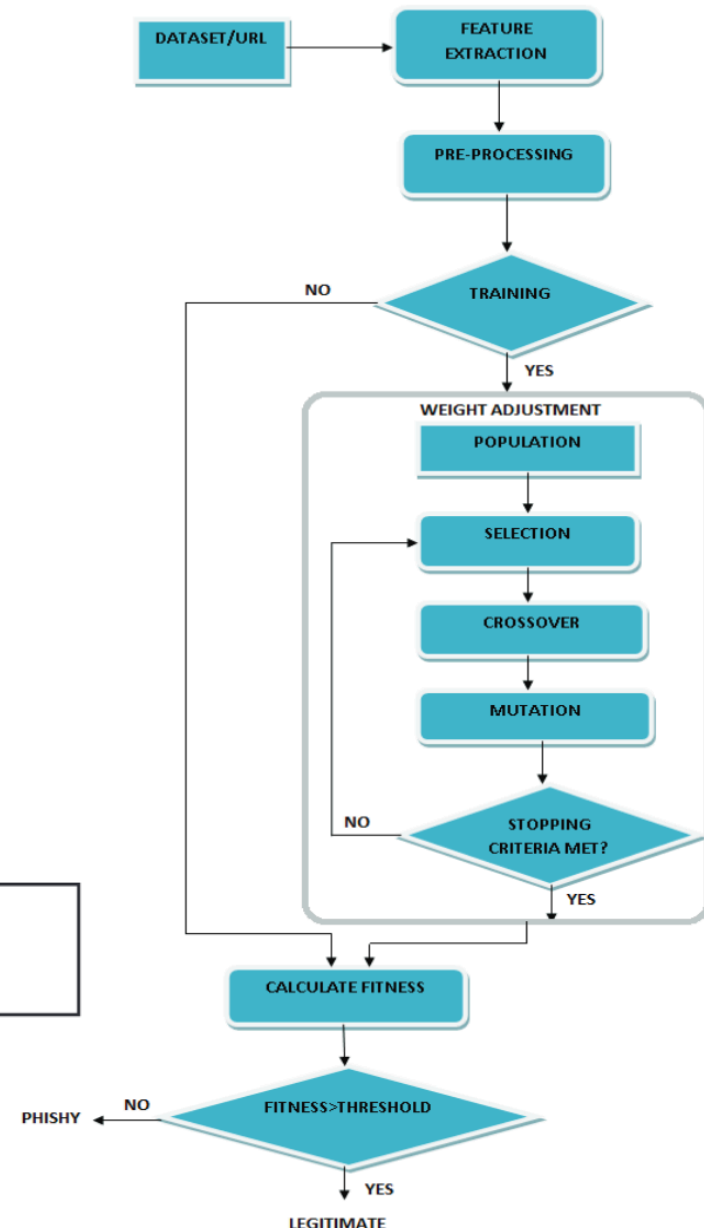 DATASET/URL
FEATURE
EXTRACTION
PRE-PROCESSING
TRAINING
NO
YES
WEIGHT ADJUSTMENT
POPULATION
SELECTION
CROSSOVER
MUTATION
STOPPING
CRITERIA MET?
NO
YES
CALCULATE FITNESS
FITNESS>THRESHOLD
NO
PHISHY
YES
LEGITIMATE